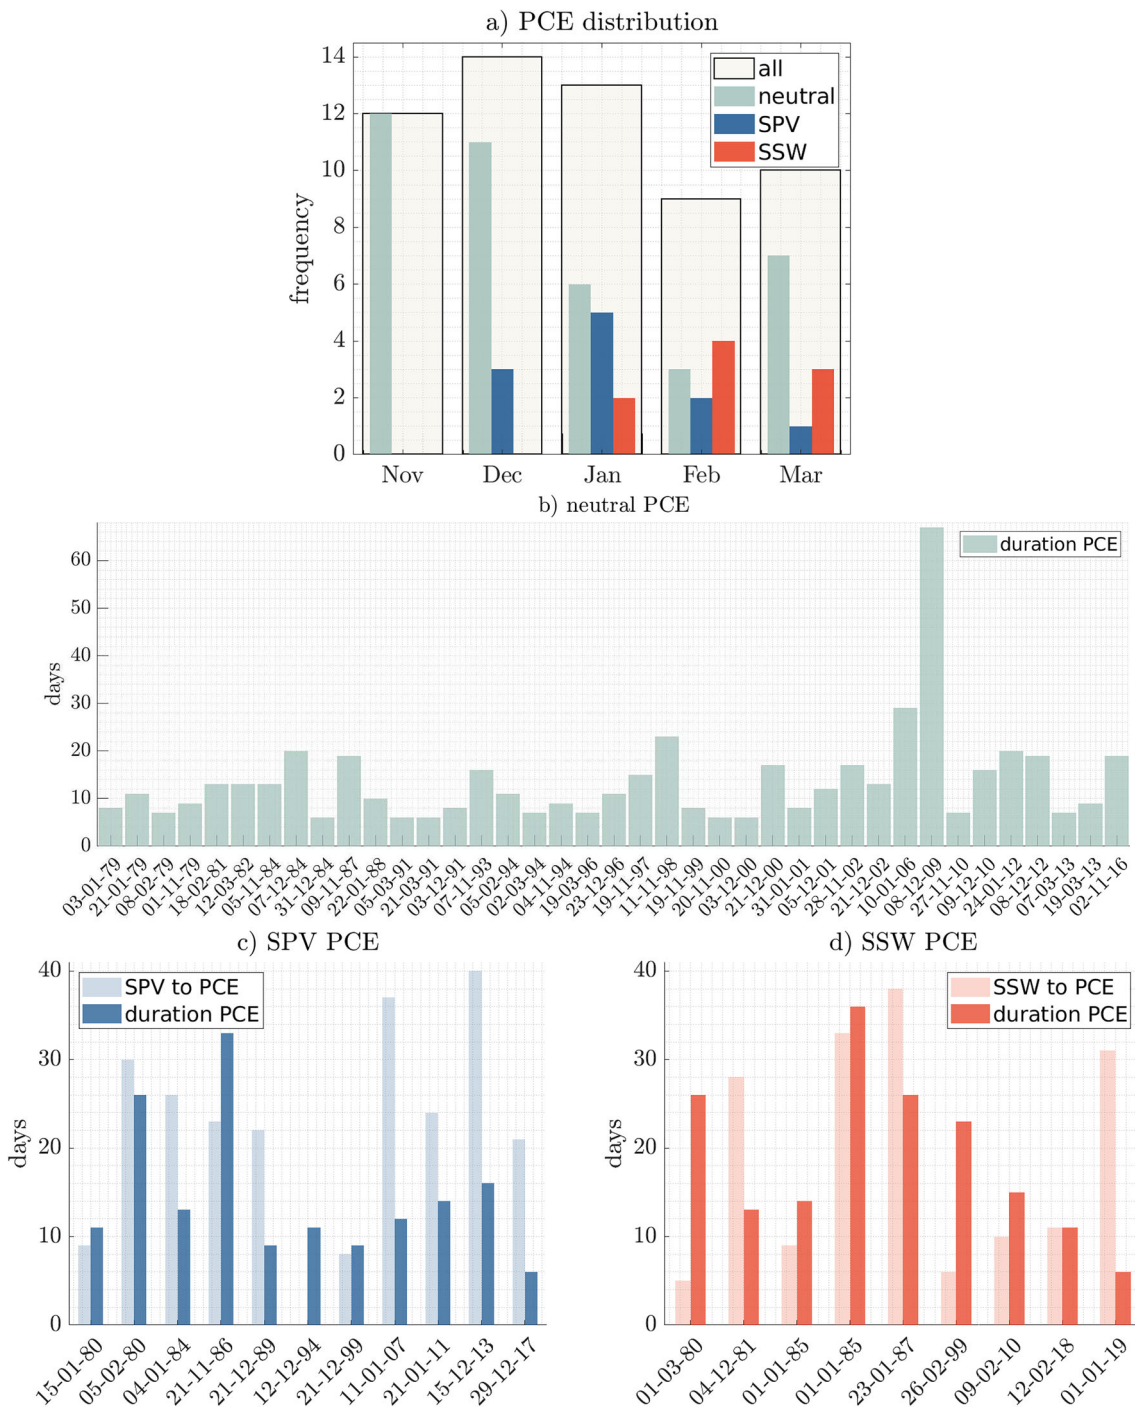 a) PCE distribution
14
12
10
8
6
4
2
0
frequency
all
neutral
SPV
SSW
Nov Dec Jan Feb Mar
b) neutral PCE
60
50
40
30
20
10
0
days
duration PCE
03-01-79 21-01-79 08-02-79 01-11-79 18-02-81 12-03-82 05-11-84 07-12-84 31-12-84 09-11-87 22-01-88 05-03-91 21-03-91 03-12-91 07-11-93 05-02-94 02-03-94 04-11-94 19-03-96 23-12-96 19-11-97 11-11-98 19-11-99 20-11-00 03-12-00 21-12-00 31-01-01 05-12-01 28-11-02 21-12-02 10-01-06 08-12-09 27-11-10 09-12-10 24-01-12 08-12-12 07-03-13 19-03-13 02-11-16
c) SPV PCE
40
30
20
10
0
days
SPV to PCE
duration PCE
15-01-80 05-02-80 04-01-84 21-11-86 21-12-89 12-12-94 21-12-99 11-01-07 21-01-11 15-12-13 29-12-17
d) SSW PCE
40
30
20
10
0
days
SSW to PCE
duration PCE
01-03-80 04-12-81 01-01-85 01-01-85 23-01-87 26-02-99 09-02-10 12-02-18 01-01-19